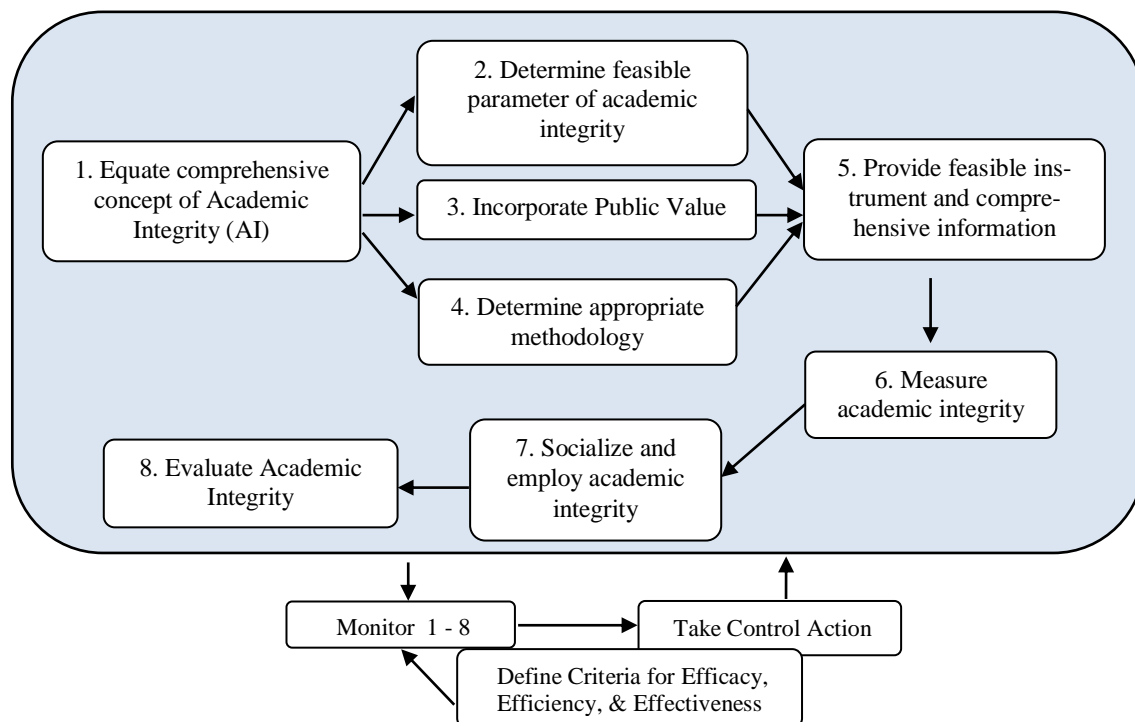 1. Equate comprehensive
concept of Academic
Integrity (AI)
2. Determine feasible
parameter of academic
integrity
3. Incorporate Public Value
4. Determine appropriate
methodology
5. Provide feasible ins-
trument and compre-
hensive information
6. Measure
academic integrity
7. Socialize and
employ academic
integrity
8. Evaluate Academic
Integrity
Monitor 1 - 8
Take Control Action
Define Criteria for Efficacy,
Efficiency, & Effectiveness